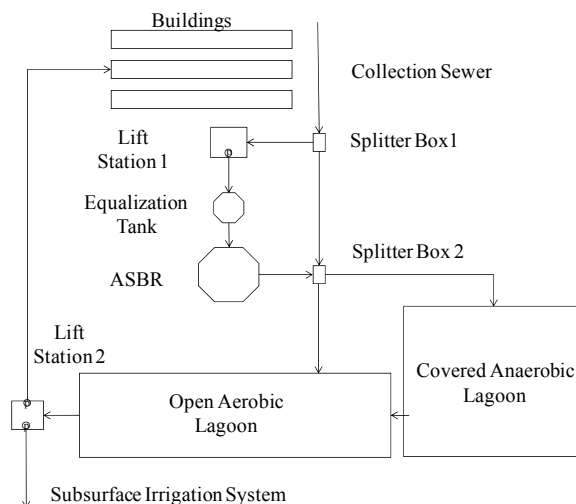 Buildings
Collection Sewer
Lift
Station 1
Splitter Box1
Equalization
Tank
Splitter Box 2
ASBR
Lift
Station 2
Open Aerobic
Lagoon
Covered Anaerobic
Lagoon
Subsurface Irrigation System